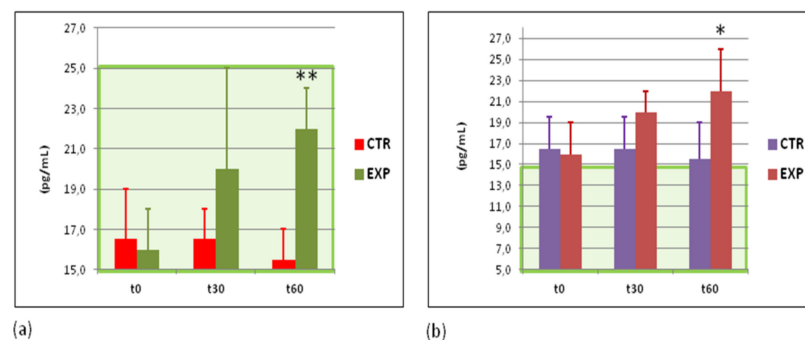 27,0
25,0
23,0
21,0
19,0
17,0
15,0
(pg/mL)
**
t0 t30 t60
CTR
EXP
(a)
27,0
25,0
23,0
21,0
19,0
17,0
15,0
13,0
11,0
9,0
7,0
5,0
(pg/mL)
*
t0 t30 t60
CTR
EXP
(b)